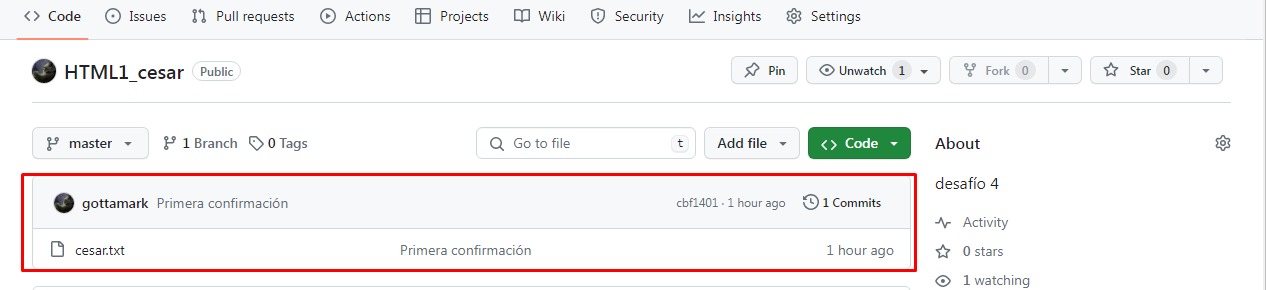 Code Issues Pull requests Actions Projects Wiki Security Insights Settings
HTML1_cesar Public Pin Unwatch 1 Fork 0 Star 0
master 1 Branch 0 Tags Go to file t Add file Code About
desafío 4
gottamark Primera confirmación cbf1401 · 1 hour ago 1 Commits
Activity
cesar.txt Primera confirmación 1 hour ago 0 stars
1 watching